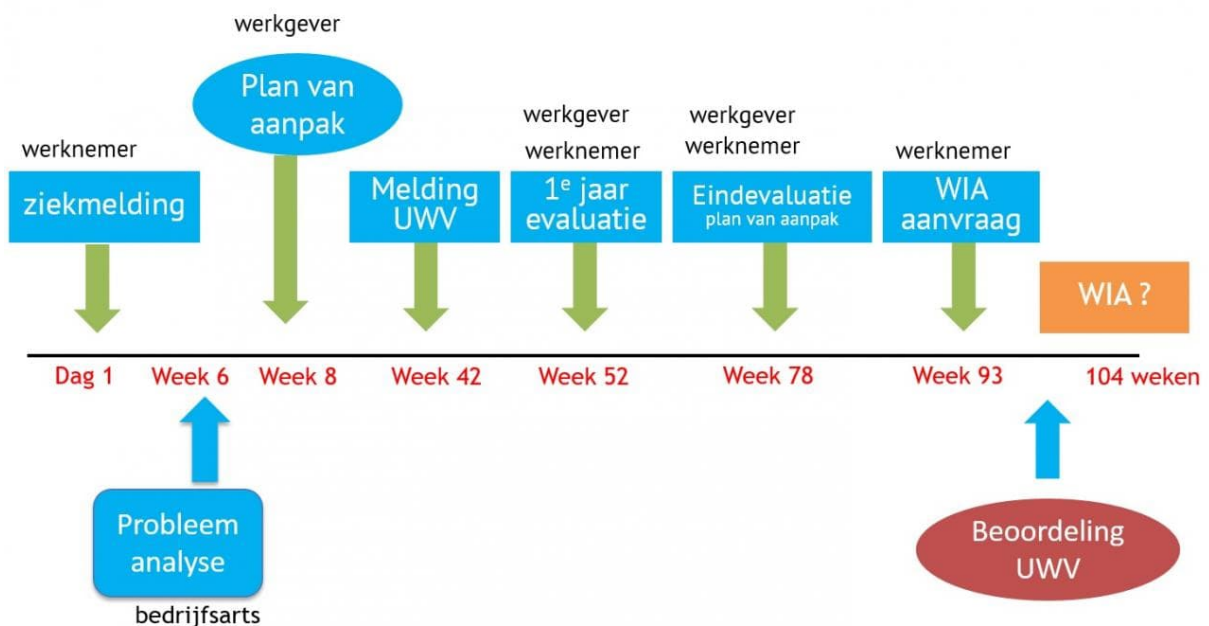 werkgever
Plan van
aanpak
werknemer
ziekmelding
Melding
UWV
werkgever
werknemer
1e jaar
evaluatie
werkgever
werknemer
Eindevaluatie
plan van aanpak
werknemer
WIA
aanvraag
WIA ?
Dag 1
Week 6
Week 8
Week 42
Week 52
Week 78
Week 93
104 weken
Probleem
analyse
bedrijfsarts
Beoordeling
UWV